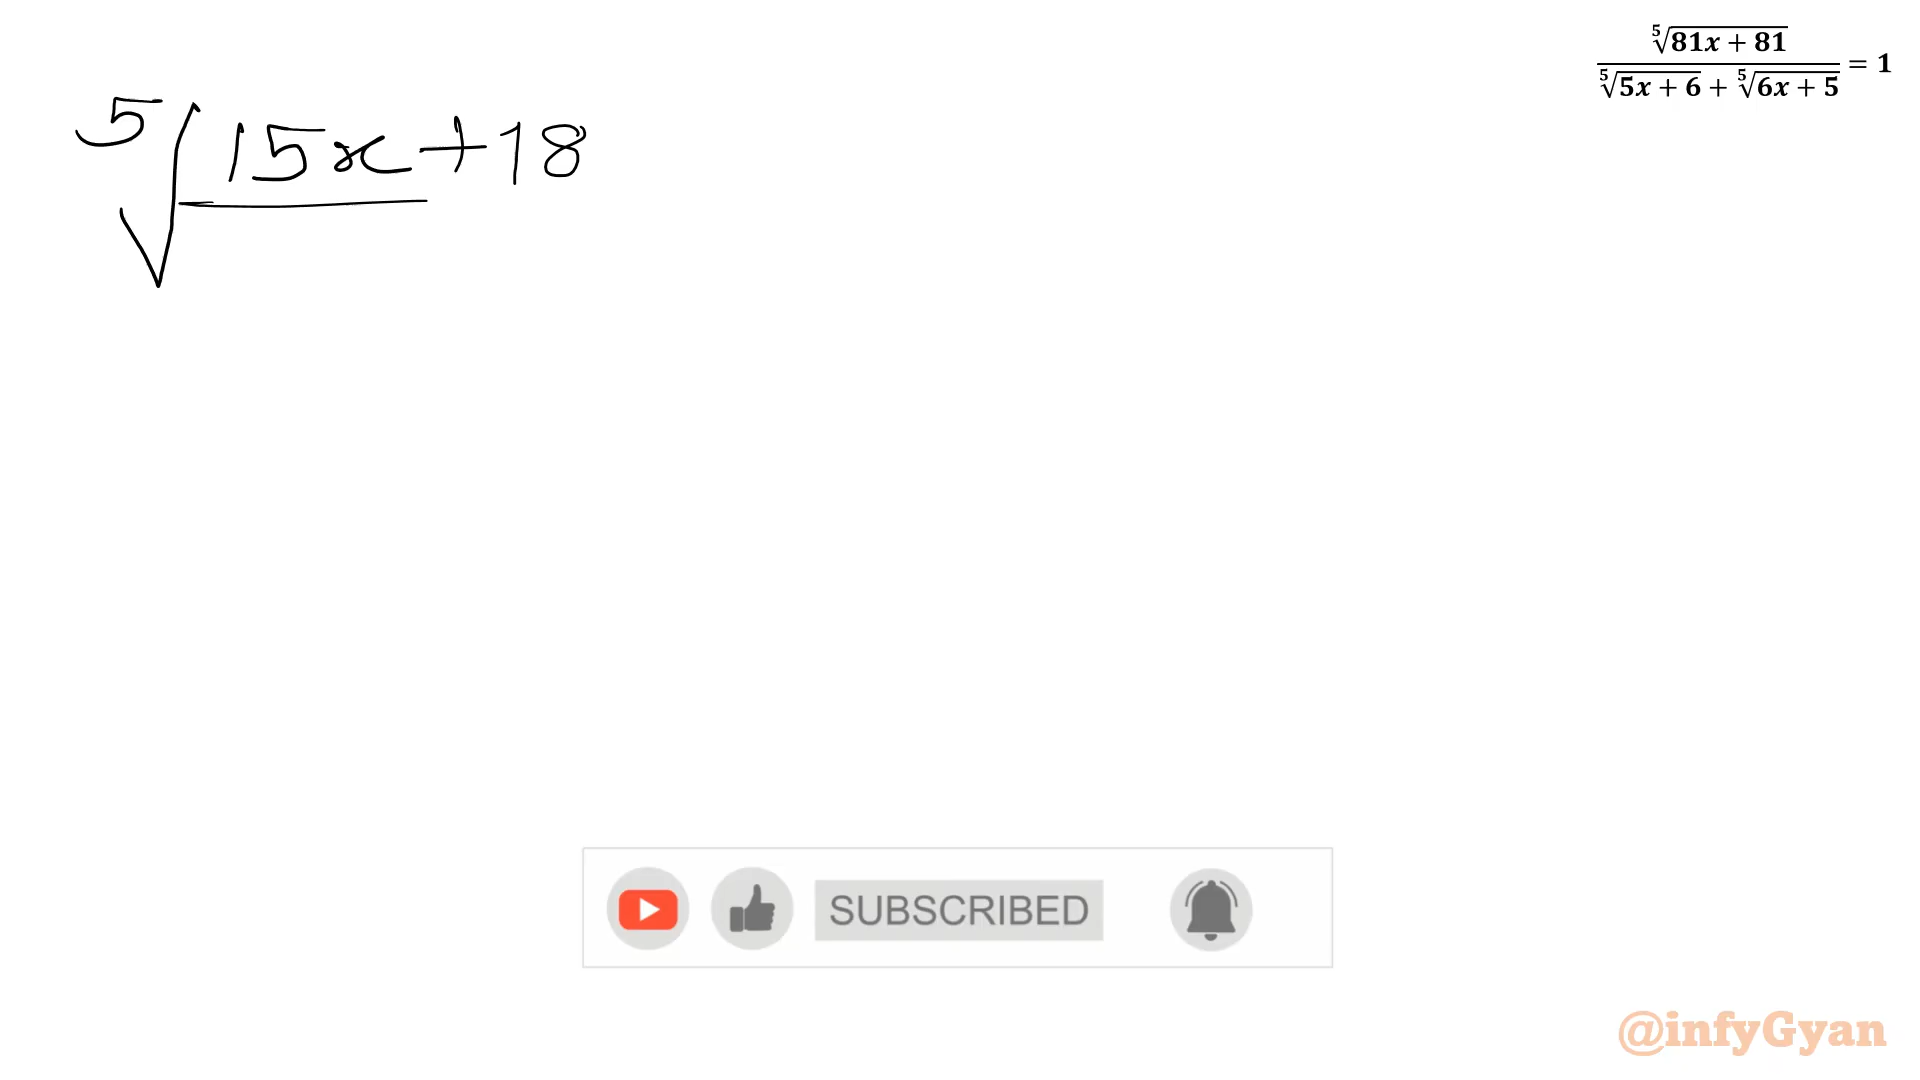 ⁵√(81x + 81) / (⁵√(5x + 6) + ⁵√(6x + 5)) = 1
⁵√15x+18
SUBSCRIBED
@infyGyan